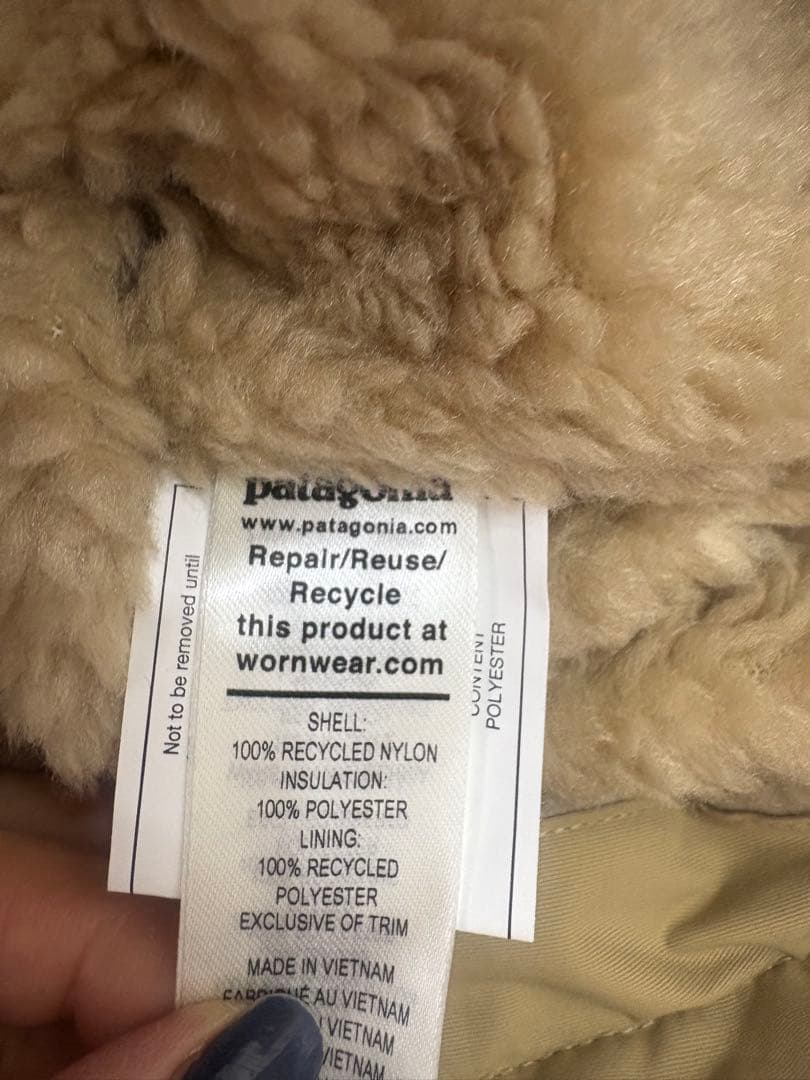 patagonia
www.patagonia.com
Repair/Reuse/
Recycle
this product at
wornwear.com
SHELL:
100% RECYCLED NYLON
INSULATION:
100% POLYESTER
LINING:
100% RECYCLED
POLYESTER
EXCLUSIVE OF TRIM
MADE IN VIETNAM
AU VIETNAM
VIETNAM
VIETNAM
Not to be removed until
CONTENT
POLYESTER